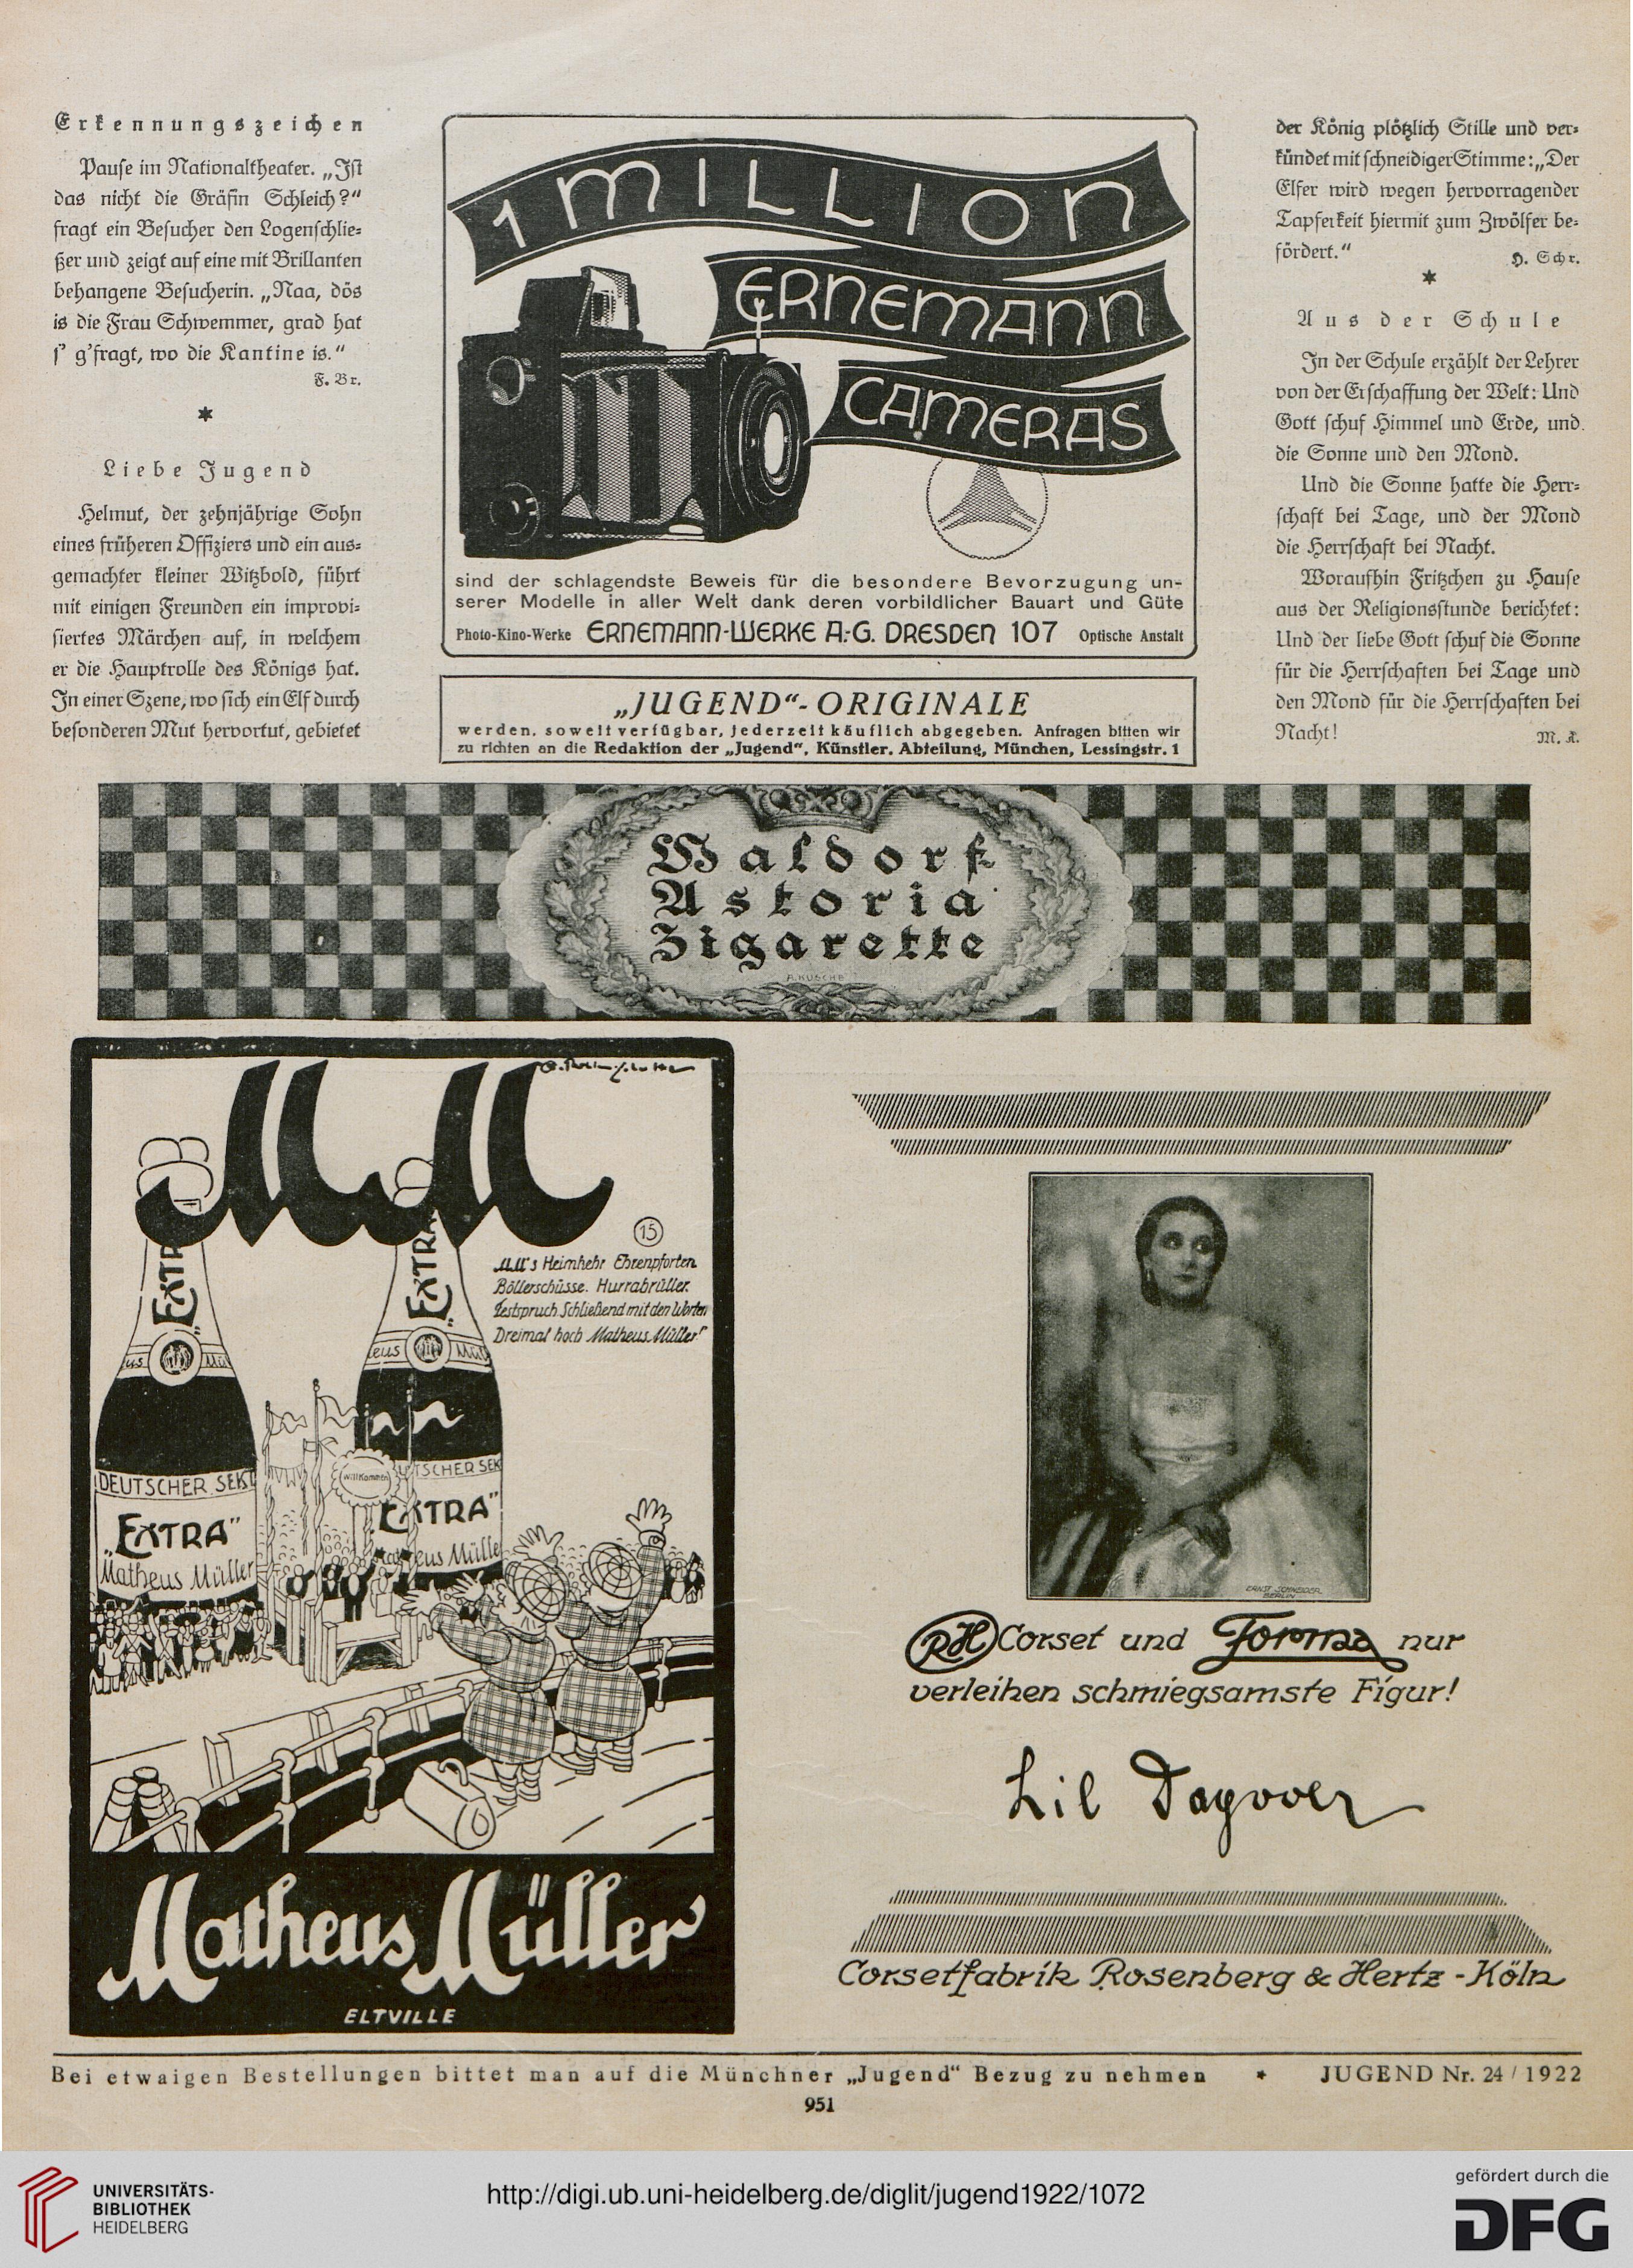 Erkennungszeichen
Pause im Nationaltheater. „Ist
das nicht die Gräfin Schleich?“
fragt ein Besucher den Logenschlie-
ßer und zeigt auf eine mit Brillanten
behangene Besucherin. „Naa, dös
is die Frau Schwemmer, grad hat
s' g'fragt, wo die Kantine is.“
F. Br.
*
Liebe Jugend
Helmut, der zehnjährige Sohn
eines früheren Offiziers und ein aus-
gemachter kleiner Witzbold, führt
mit einigen Freunden ein improvi-
siertes Märchen auf, in welchem
er die Hauptrolle des Königs hat.
In einer Szene, wo sich ein Elf durch
besonderen Mut hervortut, gebietet
1 MILLION
ERNEMANN
CAMERAS
sind der schlagendste Beweis für die besondere Bevorzugung un-
serer Modelle in aller Welt dank deren vorbildlicher Bauart und Güte
Photo-Kino-Werke ERNEMANN-WERKE A.-G. DRESDEN 107 Optische Anstalt
„JUGEND“-ORIGINALE
werden, soweit verfügbar, jederzeit käuflich abgegeben. Anfragen bitten wir
zu richten an die Redaktion der „Jugend“, Künstler. Abteilung, München, Lessingstr. 1
der König plötzlich Stille und ver-
kündet mit schneidiger Stimme: „Der
Elfer wird wegen hervorragender
Tapferkeit hiermit zum Zwölfer be-
fördert.“
H. Schr.
*
Aus der Schule
In der Schule erzählt der Lehrer
von der Erschaffung der Welt: Und
Gott schuf Himmel und Erde, und
die Sonne und den Mond.
Und die Sonne hatte die Herr-
schaft bei Tage, und der Mond
die Herrschaft bei Nacht.
Woraufhin Fritzchen zu Hause
aus der Religionsstunde berichtet:
Und der liebe Gott schuf die Sonne
für die Herrschaften bei Tage und
den Mond für die Herrschaften bei
Nacht!
M. K.
Waldorf-
Astoria
Zigarette
A. KUSCHE
MM
15
MM's Heimkehr Ehrenpforten
Böllerschüsse. Hurrabrüller.
Festspruch Schließend mit den Worten
Dreimal hoch Matheus Müller!"
„EXTRA
„EXTRA
eus Mül
DEUTSCHER SEKT
„EXTRA"
Matheus Müller
Willkommen
UTSCHER SEK
EXTRA"
eus Mülle
Matheus Müller
ELTVILLE
ERNST SCHNEIDER
BERLIN
RH Corset und Forma nur
verleihen schmiegsamste Figur!
Lil Dagover
Corsetfabrik Rosenberg & Hertz - Köln
Bei etwaigen Bestellungen bittet man auf die Münchner „Jugend“ Bezug zu nehmen * JUGEND Nr. 24 / 1922
951
UNIVERSITÄTS-
BIBLIOTHEK
HEIDELBERG
http://digi.ub.uni-heidelberg.de/diglit/jugend1922/1072
gefördert durch die
DFG